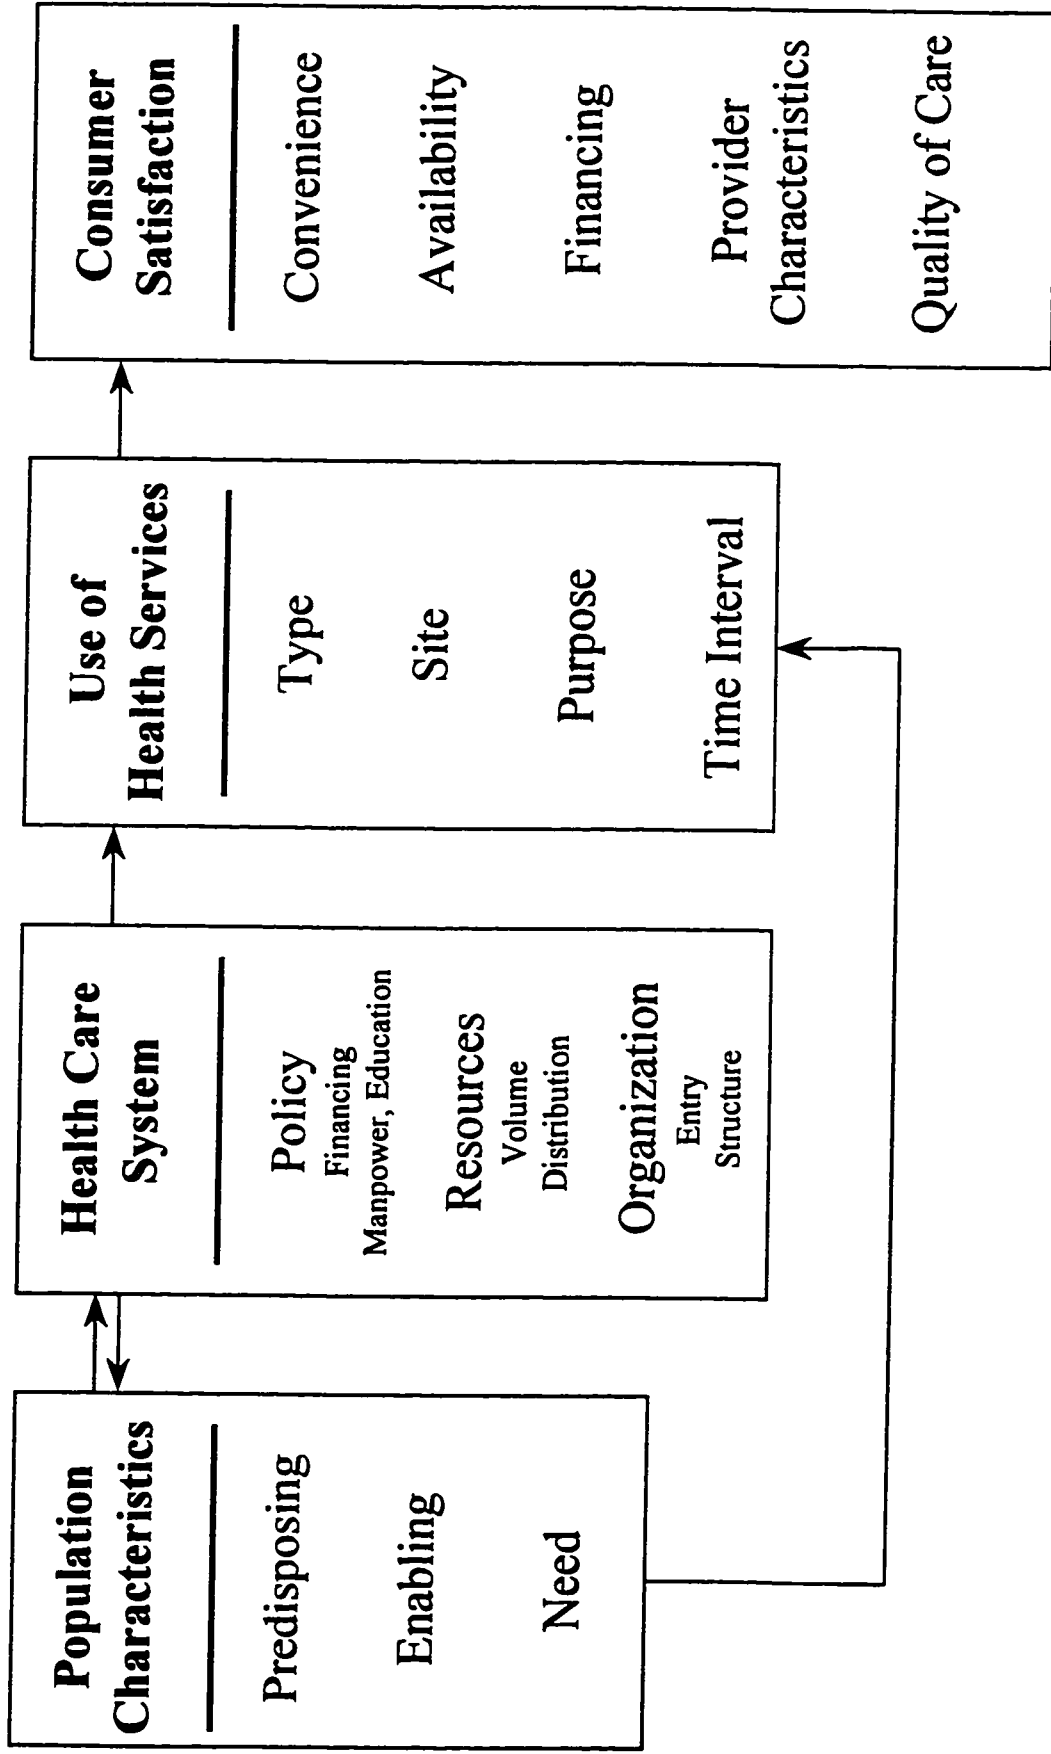 Population
Characteristics
Predisposing
Enabling
Need
Health Care
System
Policy
Financing
Manpower, Education
Resources
Volume
Distribution
Organization
Entry
Structure
Use of
Health Services
Type
Site
Purpose
Time Interval
Consumer
Satisfaction
Convenience
Availability
Financing
Provider
Characteristics
Quality of Care